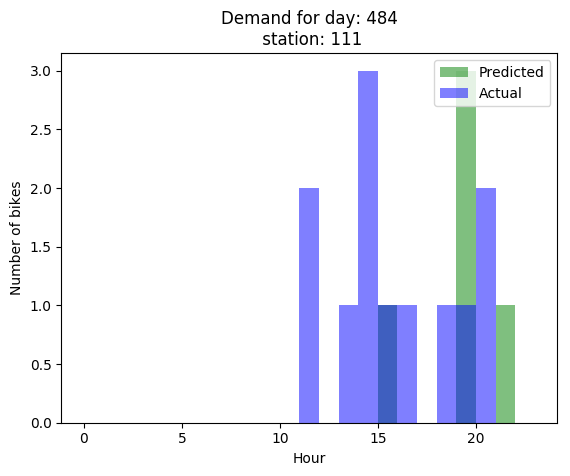 Demand for day: 484
station: 111
Predicted
Actual
Number of bikes
3.0
2.5
2.0
1.5
1.0
0.5
0.0
0
5
10
15
20
Hour